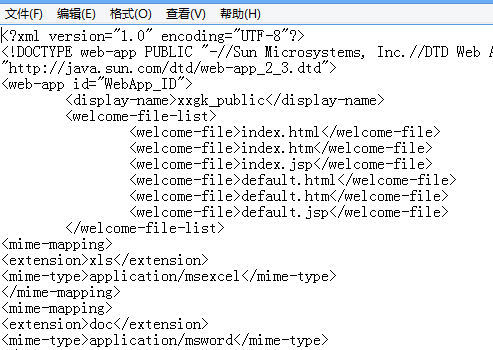 文件(F) 编辑(E) 格式(O) 查看(V) 帮助(H)
<?xml version="1.0" encoding="UTF-8"?>
<!DOCTYPE web-app PUBLIC "-//Sun Microsystems, Inc.//DTD Web A
"http://java.sun.com/dtd/web-app_2_3.dtd">
<web-app id="WebApp_ID">
<display-name>xxgk_public</display-name>
<welcome-file-list>
<welcome-file>index.html</welcome-file>
<welcome-file>index.htm</welcome-file>
<welcome-file>index.jsp</welcome-file>
<welcome-file>default.html</welcome-file>
<welcome-file>default.htm</welcome-file>
<welcome-file>default.jsp</welcome-file>
</welcome-file-list>
<mime-mapping>
<extension>xls</extension>
<mime-type>application/msexcel</mime-type>
</mime-mapping>
<mime-mapping>
<extension>doc</extension>
<mime-type>application/msword</mime-type>